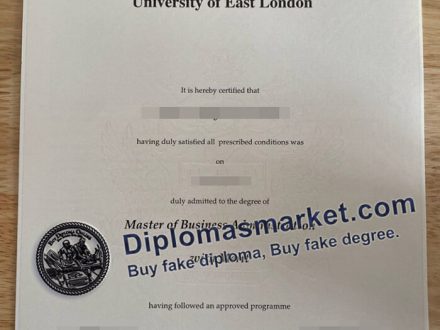 University of East London
It is hereby certified that
having duly satisfied all prescribed conditions was
on
duly admitted to the degree of
Master of Business Administration
Diplomasmarket.com
Buy fake diploma, Buy fake degree.
having followed an approved programme